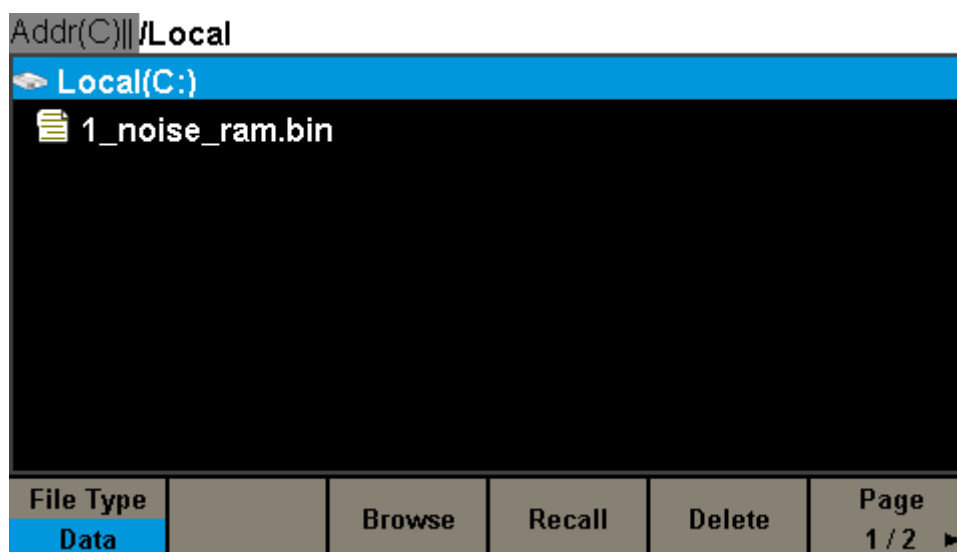 Addr(C)|| /Local
Local(C:)
1_noise_ram.bin
File Type
Data
Browse
Recall
Delete
Page
1 / 2